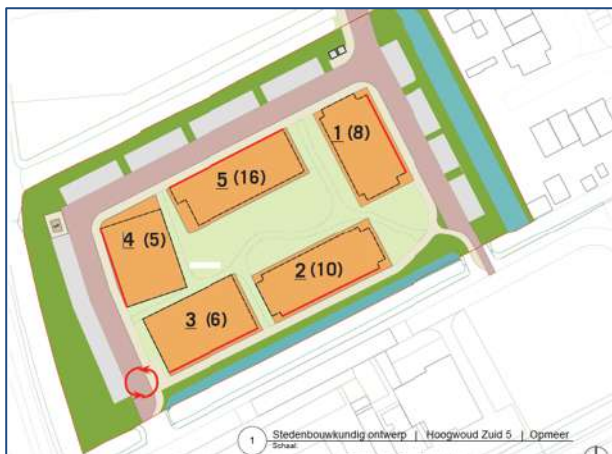 1 (8)
5 (16)
4 (5)
2 (10)
3 (6)
1 Stedenbouwkundig ontwerp | Hoogwoud Zuid 5 | Opmeer
Schaal: